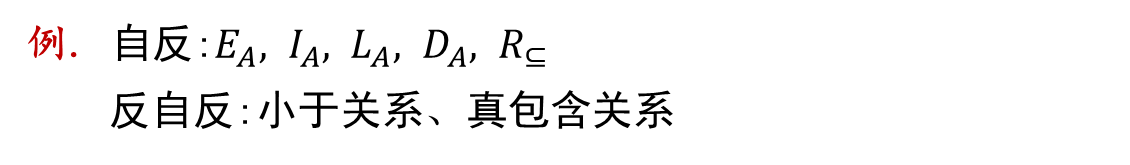 例. 自反:E_A, I_A, L_A, D_A, R_⊆
反自反:小于关系、真包含关系